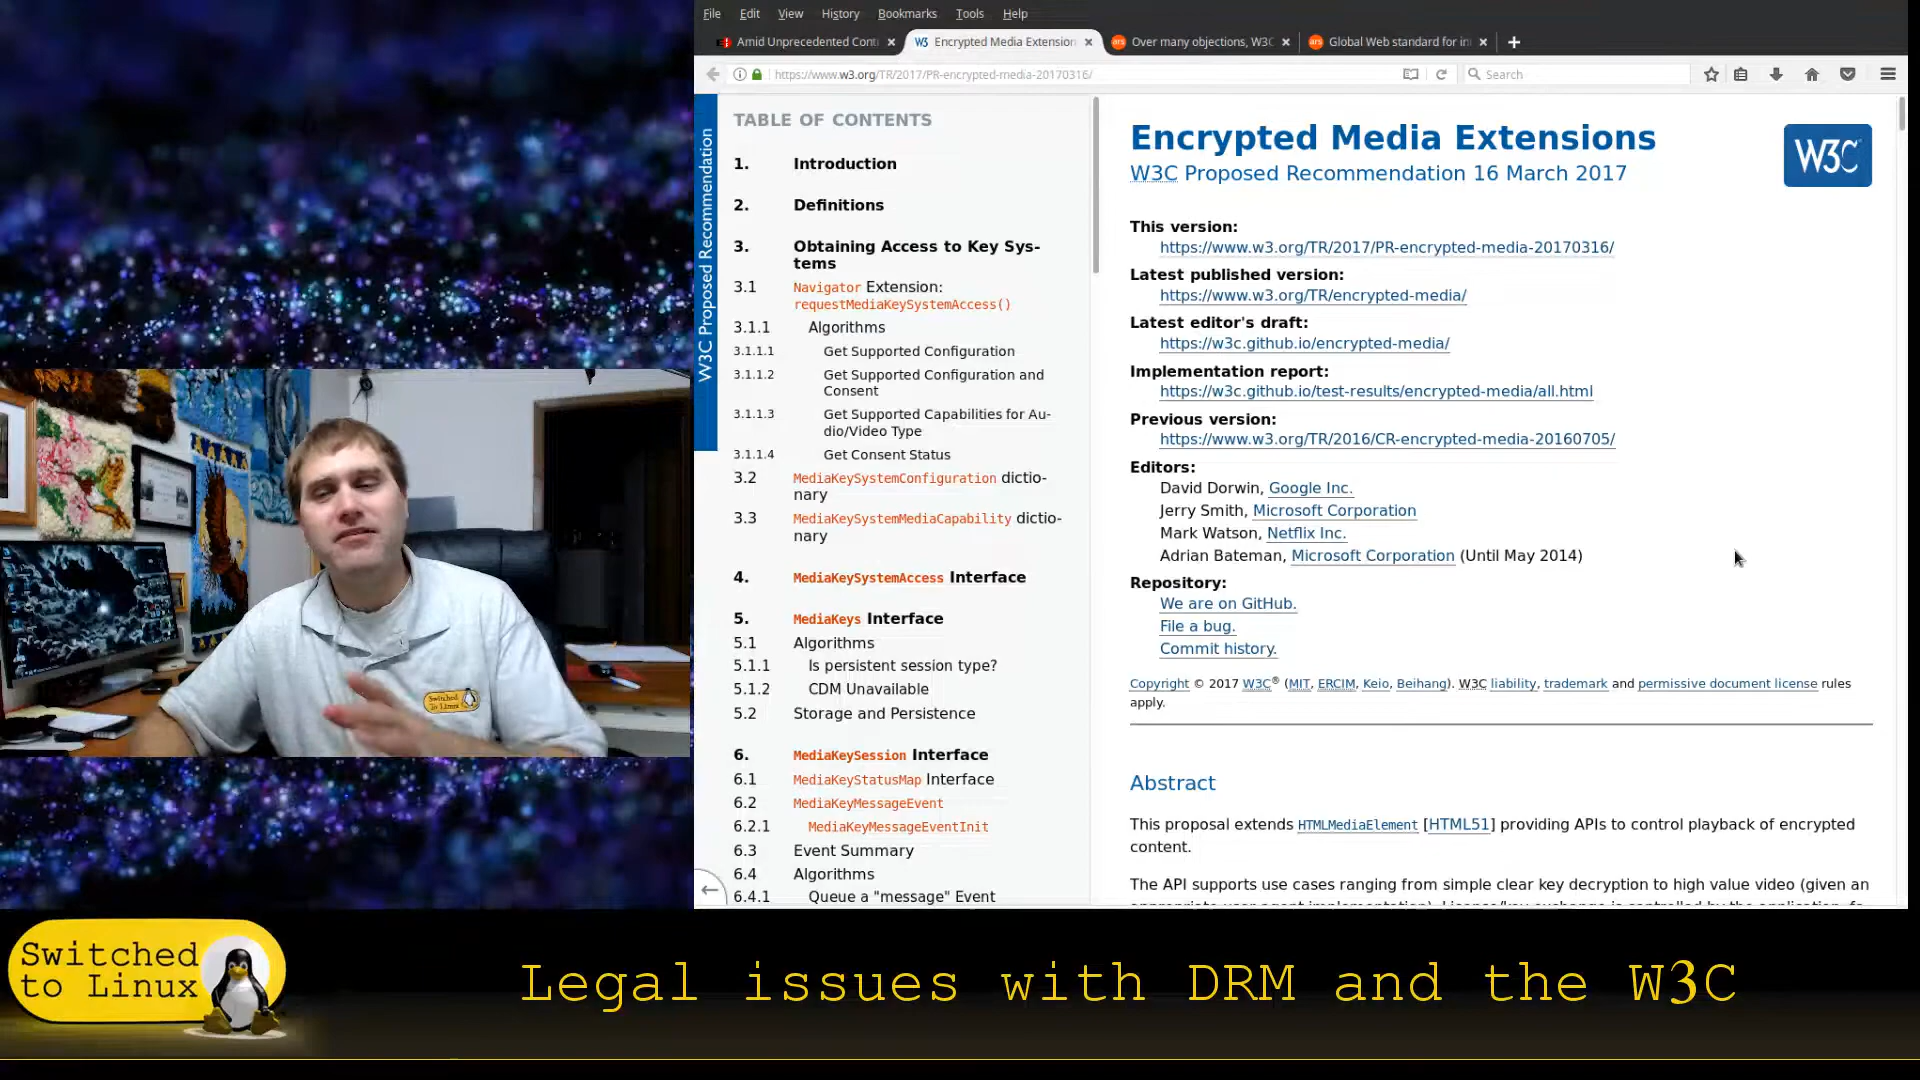 File Edit View History Bookmarks Tools Help
Amid Unprecedented Cont
Encrypted Media Extension
Over many objections, W3C
Global Web standard for in
https://www.w3.org/TR/2017/PR-encrypted-media-20170316/
Search
W3C Proposed Recommendation
TABLE OF CONTENTS
1. Introduction
2. Definitions
3. Obtaining Access to Key Sys-
tems
3.1 Navigator Extension:
requestMediaKeySystemAccess()
3.1.1 Algorithms
3.1.1.1 Get Supported Configuration
3.1.1.2 Get Supported Configuration and
Consent
3.1.1.3 Get Supported Capabilities for Au-
dio/Video Type
3.1.1.4 Get Consent Status
3.2 MediaKeySystemConfiguration dictio-
nary
3.3 MediaKeySystemMediaCapability dictio-
nary
4. MediaKeySystemAccess Interface
5. MediaKeys Interface
5.1 Algorithms
5.1.1 Is persistent session type?
5.1.2 CDM Unavailable
5.2 Storage and Persistence
6. MediaKeySession Interface
6.1 MediaKeyStatusMap Interface
6.2 MediaKeyMessageEvent
6.2.1 MediaKeyMessageEventInit
6.3 Event Summary
6.4 Algorithms
6.4.1 Queue a "message" Event
Encrypted Media Extensions
W3C Proposed Recommendation 16 March 2017
W3C
This version:
https://www.w3.org/TR/2017/PR-encrypted-media-20170316/
Latest published version:
https://www.w3.org/TR/encrypted-media/
Latest editor's draft:
https://w3c.github.io/encrypted-media/
Implementation report:
https://w3c.github.io/test-results/encrypted-media/all.html
Previous version:
https://www.w3.org/TR/2016/CR-encrypted-media-20160705/
Editors:
David Dorwin, Google Inc.
Jerry Smith, Microsoft Corporation
Mark Watson, Netflix Inc.
Adrian Bateman, Microsoft Corporation (Until May 2014)
Repository:
We are on GitHub.
File a bug.
Commit history.
Copyright © 2017 W3C® (MIT, ERCIM, Keio, Beihang). W3C liability, trademark and permissive document license rules
apply.
Abstract
This proposal extends HTMLMediaElement [HTML51] providing APIs to control playback of encrypted
content.
The API supports use cases ranging from simple clear key decryption to high value video (given an
Switched
To Linux
Switched
to Linux
Legal issues with DRM and the W3C